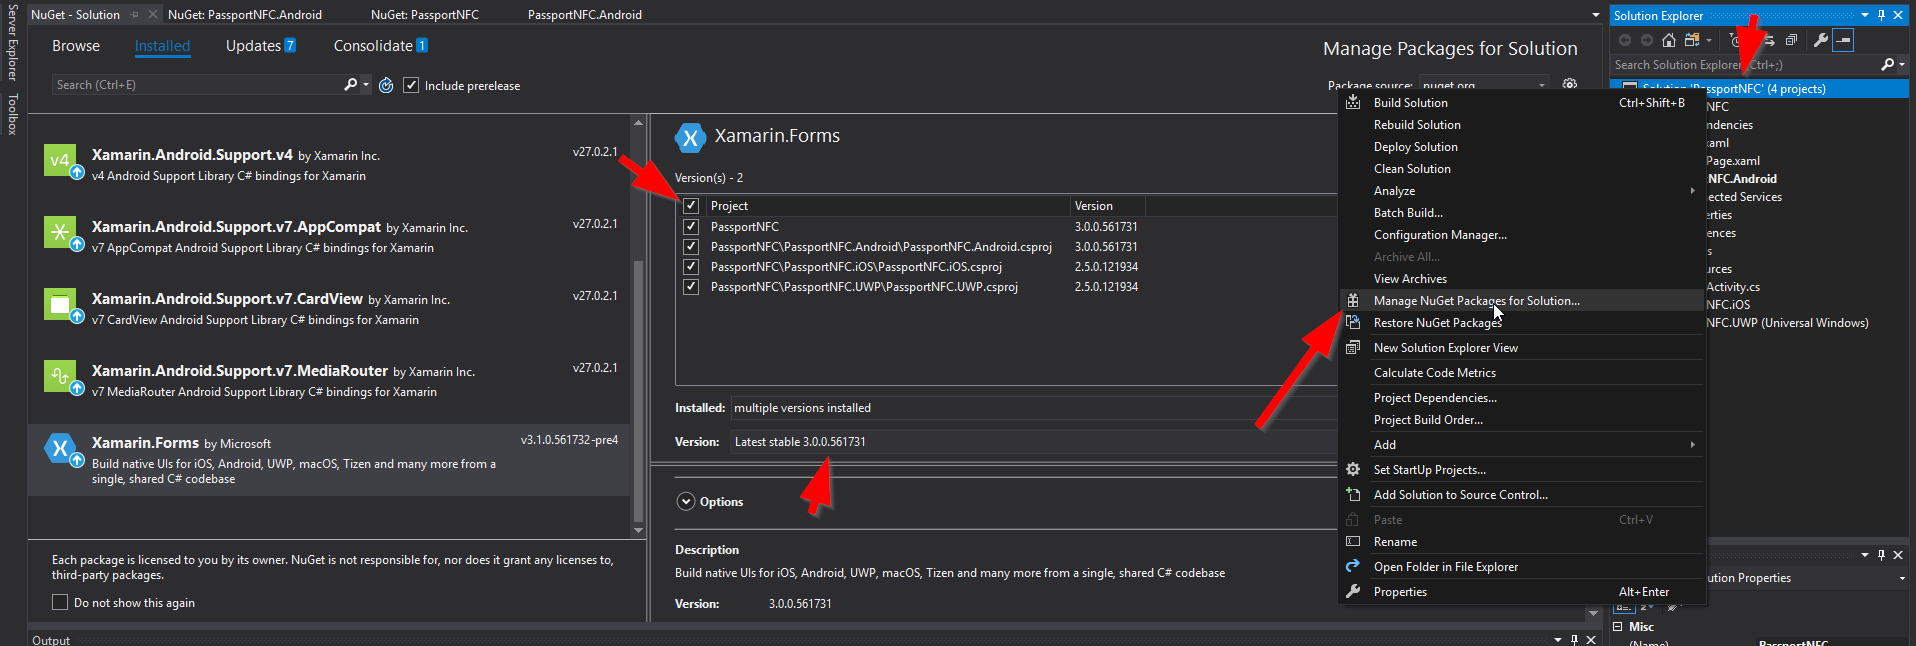 Server Explorer
Toolbox
NuGet - Solution
NuGet: PassportNFC.Android
NuGet: PassportNFC
PassportNFC.Android
Browse
Installed
Updates 7
Consolidate 1
Manage Packages for Solution
Search (Ctrl+E)
Include prerelease
Package source: nuget.org
v4
Xamarin.Android.Support.v4 by Xamarin Inc.
v27.0.2.1
v4 Android Support Library C# bindings for Xamarin
Xamarin.Android.Support.v7.AppCompat by Xamarin Inc.
v27.0.2.1
v7 AppCompat Android Support Library C# bindings for Xamarin
Xamarin.Android.Support.v7.CardView by Xamarin Inc.
v27.0.2.1
v7 CardView Android Support Library C# bindings for Xamarin
Xamarin.Android.Support.v7.MediaRouter by Xamarin Inc.
v27.0.2.1
v7 MediaRouter Android Support Library C# bindings for Xamarin
Xamarin.Forms by Microsoft
v3.1.0.561732-pre4
Build native UIs for iOS, Android, UWP, macOS, Tizen and many more from a
single, shared C# codebase
Each package is licensed to you by its owner. NuGet is not responsible for, nor does it grant any licenses to,
third-party packages.
Do not show this again
Output
Xamarin.Forms
Version(s) - 2
Project Version
PassportNFC 3.0.0.561731
PassportNFC\PassportNFC.Android\PassportNFC.Android.csproj 3.0.0.561731
PassportNFC\PassportNFC.iOS\PassportNFC.iOS.csproj 2.5.0.121934
PassportNFC\PassportNFC.UWP\PassportNFC.UWP.csproj 2.5.0.121934
Installed: multiple versions installed
Version: Latest stable 3.0.0.561731
Options
Description
Build native UIs for iOS, Android, UWP, macOS, Tizen and many more from a single, shared C# codebase
Version: 3.0.0.561731
Build Solution Ctrl+Shift+B
Rebuild Solution
Deploy Solution
Clean Solution
Analyze
Batch Build...
Configuration Manager...
Archive All...
View Archives
Manage NuGet Packages for Solution...
Restore NuGet Packages
New Solution Explorer View
Calculate Code Metrics
Project Dependencies...
Project Build Order...
Add
Set StartUp Projects...
Add Solution to Source Control...
Paste Ctrl+V
Rename
Open Folder in File Explorer
Properties Alt+Enter
Solution Explorer
Search Solution Explorer (Ctrl+;)
Solution 'PassportNFC' (4 projects)
NFC
ndencies
aml
Page.xaml
NFC.Android
ected Services
erties
ences
s
urces
Activity.cs
NFC.iOS
NFC.UWP (Universal Windows)
ution Properties
Misc
(Name) PassportNFC